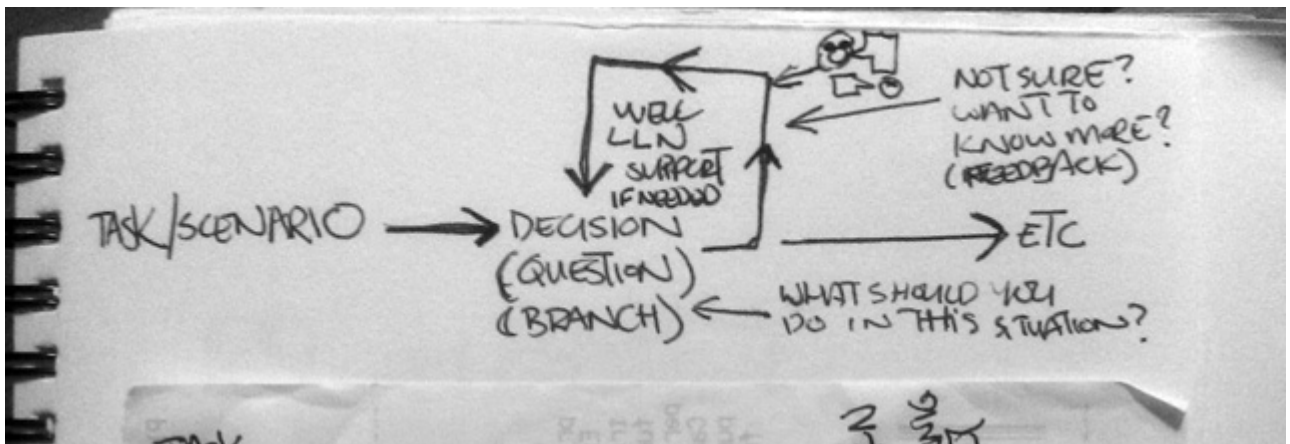 NOT SURE?
WANT TO
KNOW MORE?
(FEEDBACK)
WELL
LLN
SUPPORT
IF NEEDED
TASK/SCENARIO
DECISION
(QUESTION)
(BRANCH)
ETC
WHAT SHOULD YOU
DO IN THIS SITUATION?
TASK